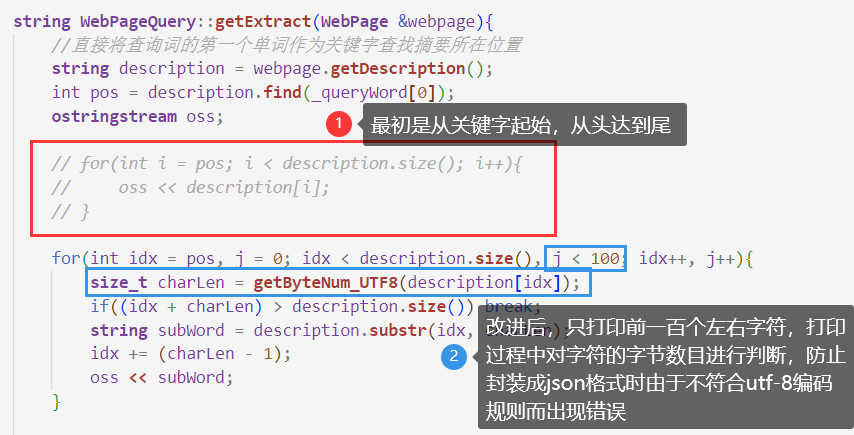 string WebPageQuery::getExtract(WebPage &webpage){
//直接将查询词的第一个单词作为关键字查找摘要所在位置
string description = webpage.getDescription();
int pos = description.find(_queryWord[0]);
ostringstream oss;
1 最初是从关键字起始，从头达到尾
// for(int i = pos; i < description.size(); i++){
//     oss << description[i];
// }
for(int idx = pos, j = 0; idx < description.size(), j < 100; idx++, j++){
size_t charLen = getByteNum_UTF8(description[idx]);
if((idx + charLen) > description.size()) break;
string subWord = description.substr(idx,
idx += (charLen - 1);
oss << subWord;
}
2 改进后，只打印前一百个左右字符，打印
过程中对字符的字节数目进行判断，防止
封装成json格式时由于不符合utf-8编码
规则而出现错误